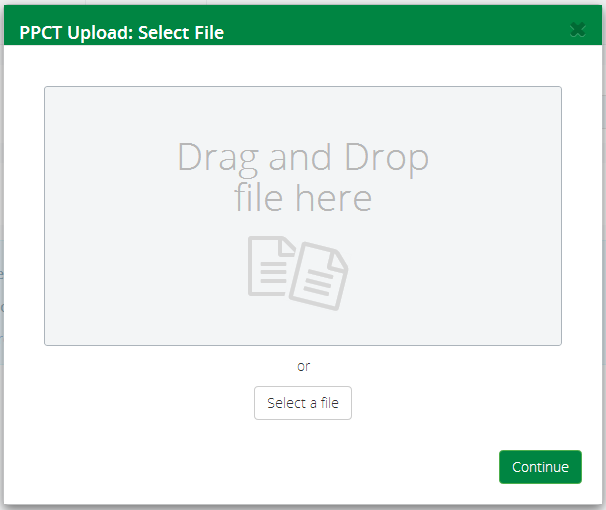 PPCT Upload: Select File
Drag and Drop
file here
or
Select a file
Continue